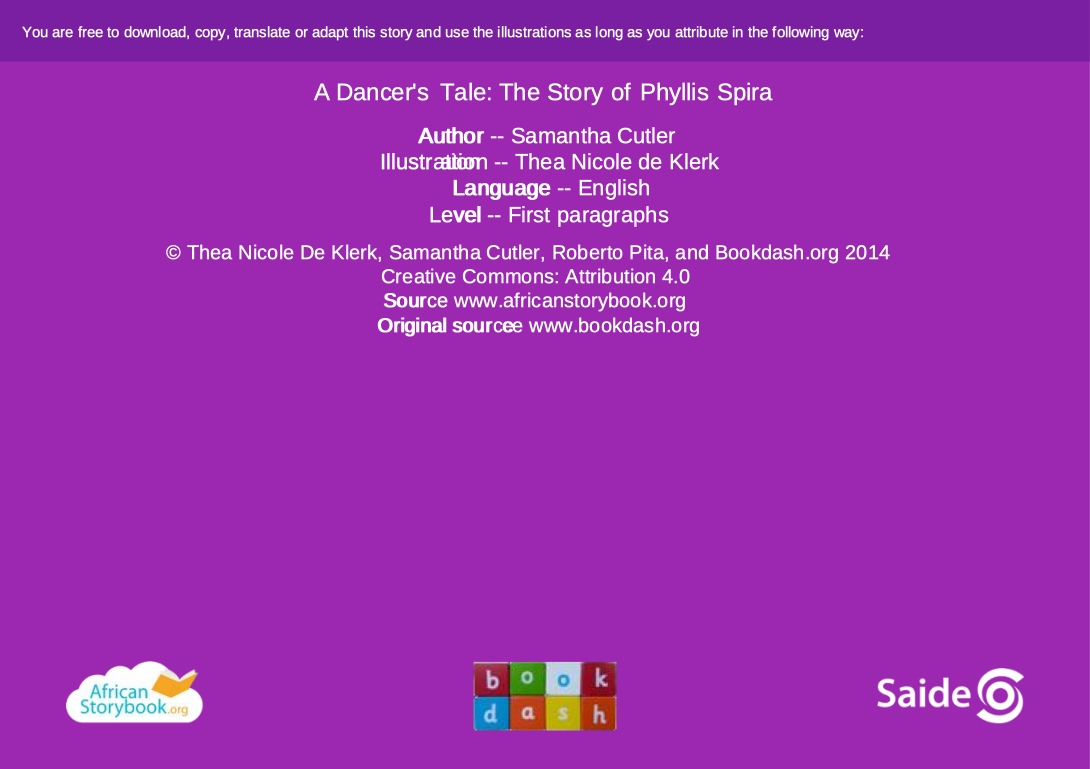 You are free to download, copy, translate or adapt this story and use the illustrations as long as you attribute in the following way:
A Dancer's Tale: The Story of Phyllis Spira
Author -- Samantha Cutler
Illustration -- Thea Nicole de Klerk
Language -- English
Level -- First paragraphs
© Thea Nicole De Klerk, Samantha Cutler, Roberto Pita, and Bookdash.org 2014
Creative Commons: Attribution 4.0
Source www.africanstorybook.org
Original source www.bookdash.org
African
Storybook.org
book
dash
Saide